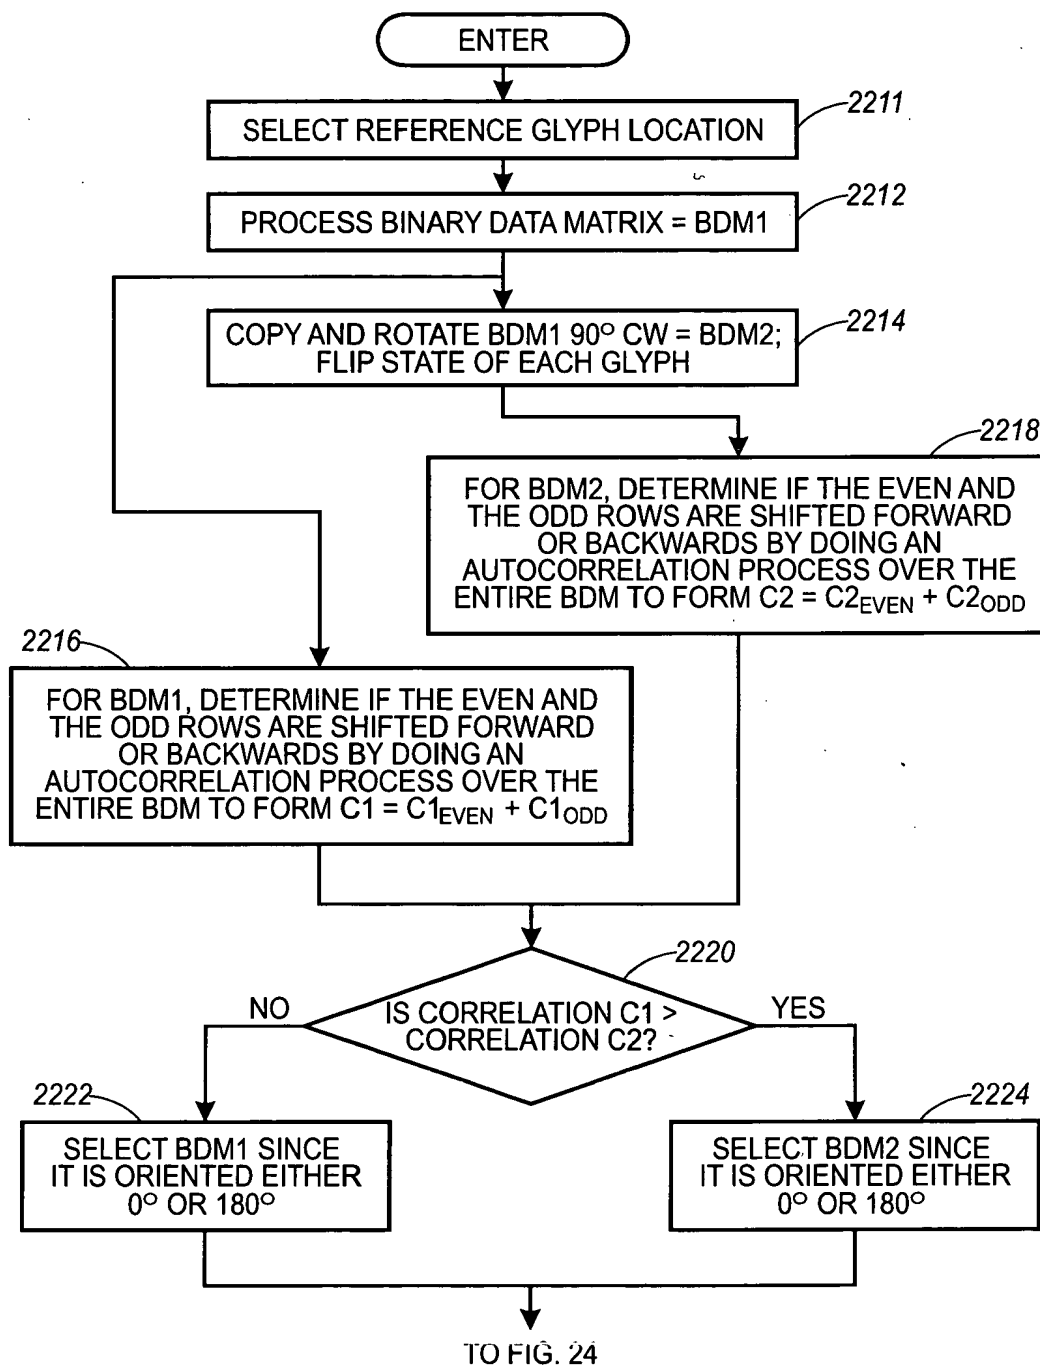 ENTER
2211
SELECT REFERENCE GLYPH LOCATION
2212
PROCESS BINARY DATA MATRIX = BDM1
2214
COPY AND ROTATE BDM1 90° CW = BDM2;
FLIP STATE OF EACH GLYPH
2218
FOR BDM2, DETERMINE IF THE EVEN AND
THE ODD ROWS ARE SHIFTED FORWARD
OR BACKWARDS BY DOING AN
AUTOCORRELATION PROCESS OVER THE
ENTIRE BDM TO FORM C2 = C2EVEN + C2ODD
2216
FOR BDM1, DETERMINE IF THE EVEN AND
THE ODD ROWS ARE SHIFTED FORWARD
OR BACKWARDS BY DOING AN
AUTOCORRELATION PROCESS OVER THE
ENTIRE BDM TO FORM C1 = C1EVEN + C1ODD
2220
IS CORRELATION C1 >
CORRELATION C2?
NO
YES
2222
SELECT BDM1 SINCE
IT IS ORIENTED EITHER
0° OR 180°
2224
SELECT BDM2 SINCE
IT IS ORIENTED EITHER
0° OR 180°
TO FIG. 24